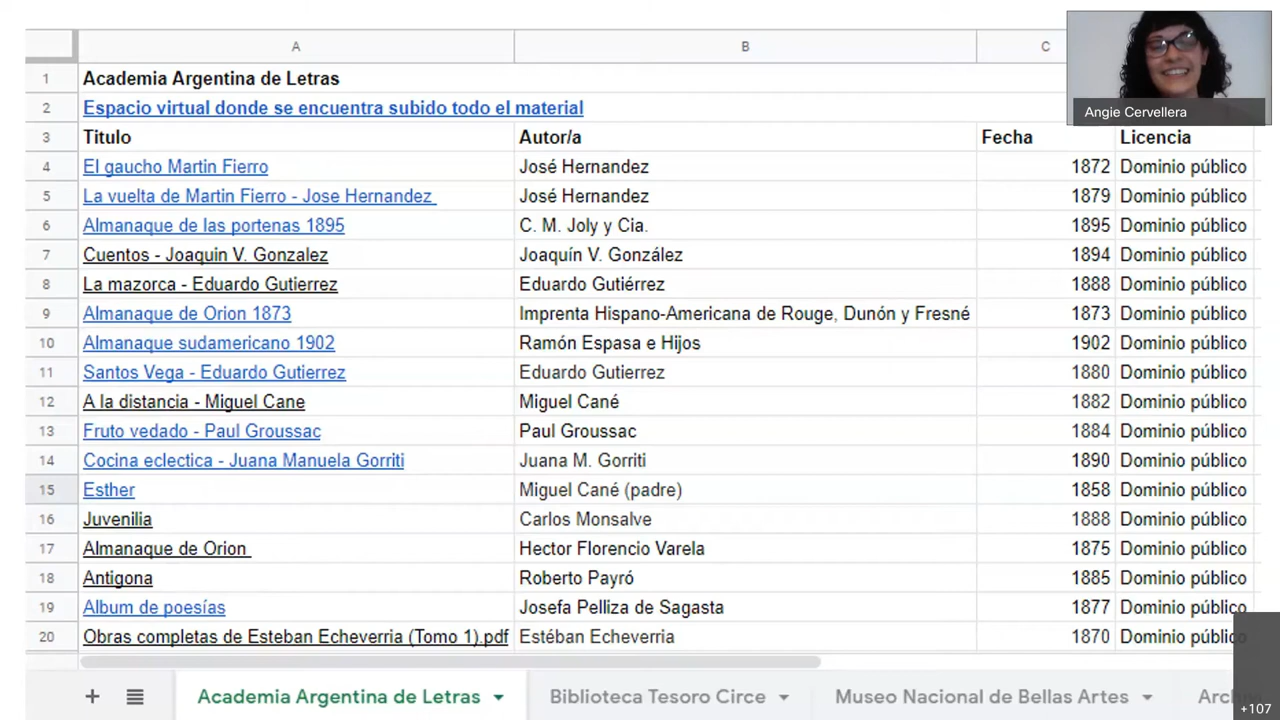 A B C
Angie Cervellera
1 Academia Argentina de Letras
2 Espacio virtual donde se encuentra subido todo el material
3 Titulo Autor/a Fecha Licencia
4 El gaucho Martin Fierro José Hernandez 1872 Dominio público
5 La vuelta de Martin Fierro - Jose Hernandez José Hernandez 1879 Dominio público
6 Almanaque de las portenas 1895 C. M. Joly y Cia. 1895 Dominio público
7 Cuentos - Joaquin V. Gonzalez Joaquín V. González 1894 Dominio público
8 La mazorca - Eduardo Gutierrez Eduardo Gutiérrez 1888 Dominio público
9 Almanaque de Orion 1873 Imprenta Hispano-Americana de Rouge, Dunón y Fresné 1873 Dominio público
10 Almanaque sudamericano 1902 Ramón Espasa e Hijos 1902 Dominio público
11 Santos Vega - Eduardo Gutierrez Eduardo Gutierrez 1880 Dominio público
12 A la distancia - Miguel Cane Miguel Cané 1882 Dominio público
13 Fruto vedado - Paul Groussac Paul Groussac 1884 Dominio público
14 Cocina eclectica - Juana Manuela Gorriti Juana M. Gorriti 1890 Dominio público
15 Esther Miguel Cané (padre) 1858 Dominio público
16 Juvenilia Carlos Monsalve 1888 Dominio público
17 Almanaque de Orion Hector Florencio Varela 1875 Dominio público
18 Antigona Roberto Payró 1885 Dominio público
19 Album de poesías Josefa Pelliza de Sagasta 1877 Dominio público
20 Obras completas de Esteban Echeverria (Tomo 1).pdf Estéban Echeverria 1870 Dominio público
+ Academia Argentina de Letras Biblioteca Tesoro Circe Museo Nacional de Bellas Artes
+107